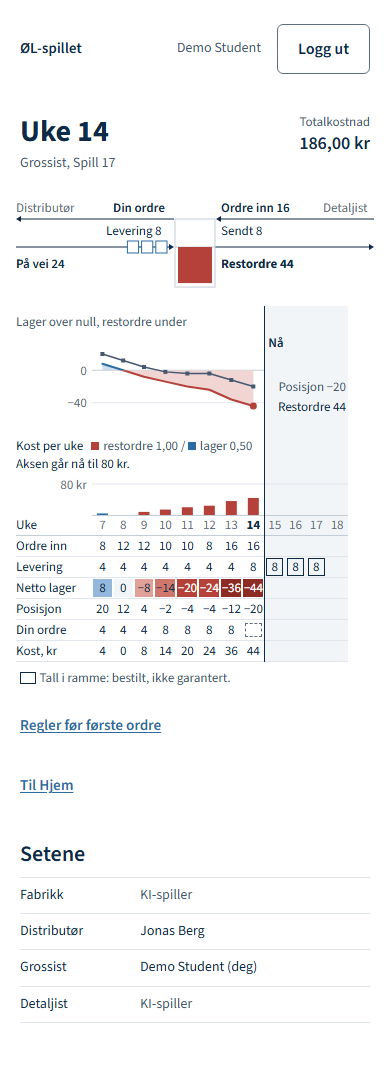 ØL-spillet Demo Student Logg ut
Uke 14
Grossist, Spill 17
Totalkostnad
186,00 kr
Distributør Din ordre Ordre inn 16 Detaljist
Levering 8 Sendt 8
På vei 24 Restordre 44
Lager over null, restordre under
Nå
0
−40
Posisjon −20
Restordre 44
Kost per uke restordre 1,00 / lager 0,50
Aksen går nå til 80 kr.
80 kr
Uke 7 8 9 10 11 12 13 14 15 16 17 18
Ordre inn 8 12 12 10 10 8 16 16
Levering 4 4 4 4 4 4 4 8 8 8 8
Netto lager 8 0 −8 −14 −20 −24 −36 −44
Posisjon 20 12 4 −2 −4 −4 −12 −20
Din ordre 4 4 4 8 8 8 8
Kost, kr 4 0 8 14 20 24 36 44
Tall i ramme: bestilt, ikke garantert.
Regler før første ordre
Til Hjem
Setene
Fabrikk KI-spiller
Distributør Jonas Berg
Grossist Demo Student (deg)
Detaljist KI-spiller